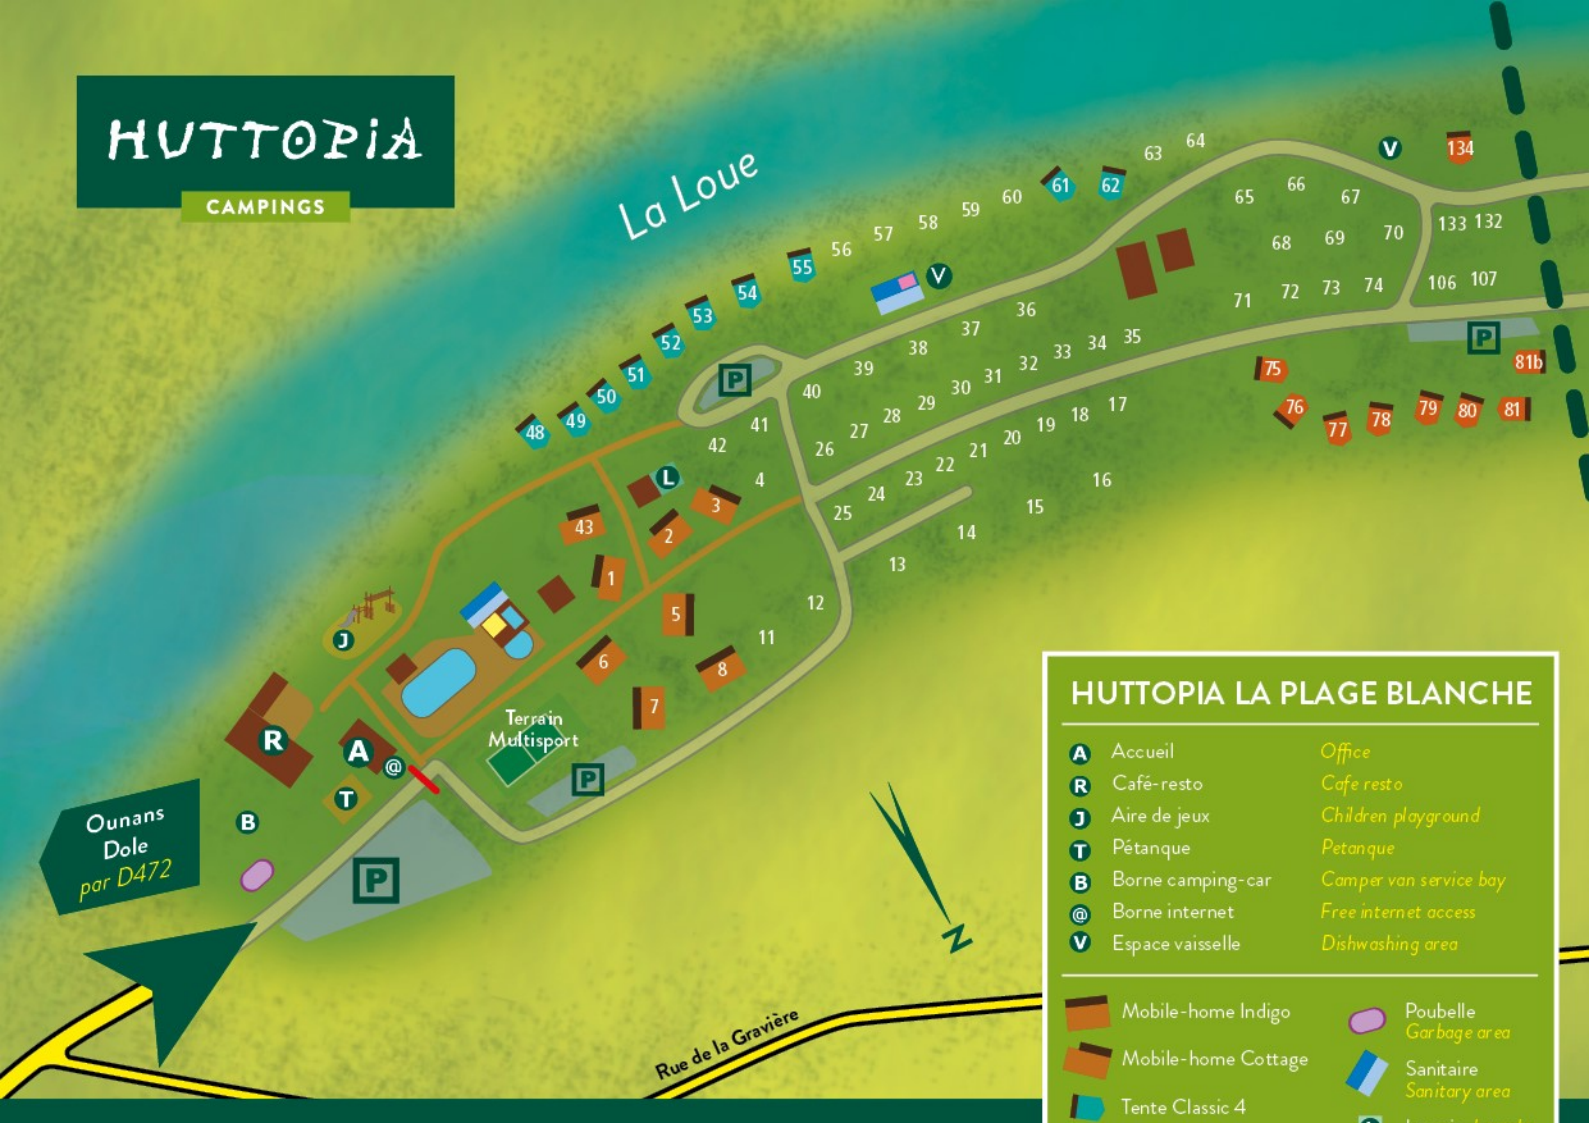 HUTTOPiA
CAMPINGS
La Loue
63
64
V
134
61
62
60
59
58
57
56
55
54
53
52
51
50
49
48
V
65
66
67
68
69
70
133
132
71
72
73
74
106
107
P
36
37
38
39
40
P
41
42
4
35
34
33
32
31
30
29
28
27
26
17
18
19
20
21
22
23
24
25
16
15
14
13
12
11
75
76
77
78
79
80
81
81b
L
43
3
2
1
5
6
7
8
J
R
A
@
T
B
Terrain
Multisport
P
P
Ounans
Dole
par D472
N
Rue de la Gravière
HUTTOPIA LA PLAGE BLANCHE
A Accueil Office
R Café-resto Cafe resto
J Aire de jeux Children playground
T Pétanque Petanque
B Borne camping-car Camper van service bay
@ Borne internet Free internet access
V Espace vaisselle Dishwashing area
Mobile-home Indigo
Mobile-home Cottage
Tente Classic 4
Poubelle
Garbage area
Sanitaire
Sanitary area